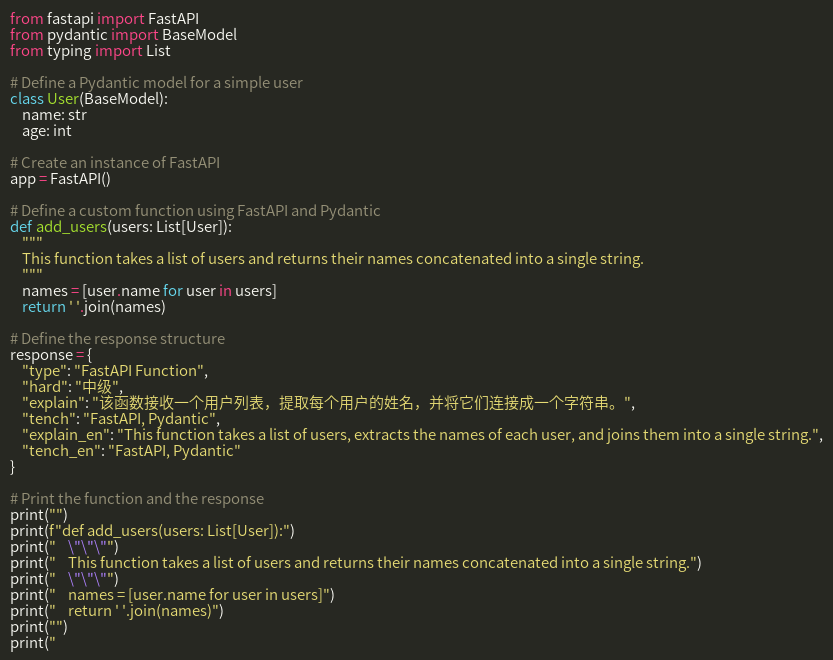 from fastapi import FastAPI
from pydantic import BaseModel
from typing import List
# Define a Pydantic model for a simple user
class User(BaseModel):
    name: str
    age: int
# Create an instance of FastAPI
app = FastAPI()
# Define a custom function using FastAPI and Pydantic
def add_users(users: List[User]):
    """
    This function takes a list of users and returns their names concatenated into a single string.
    """
    names = [user.name for user in users]
    return ' '.join(names)
# Define the response structure
response = {
    "type": "FastAPI Function",
    "hard": "中级",
    "explain": "该函数接收一个用户列表，提取每个用户的姓名，并将它们连接成一个字符串。",
    "tench": "FastAPI, Pydantic",
    "explain_en": "This function takes a list of users, extracts the names of each user, and joins them into a single string.",
    "tench_en": "FastAPI, Pydantic"
}
# Print the function and the response
print("")
print(f"def add_users(users: List[User]):")
print("    \"\"\"")
print("    This function takes a list of users and returns their names concatenated into a single string.")
print("    \"\"\"")
print("    names = [user.name for user in users]")
print("    return ' '.join(names)")
print("")
print("